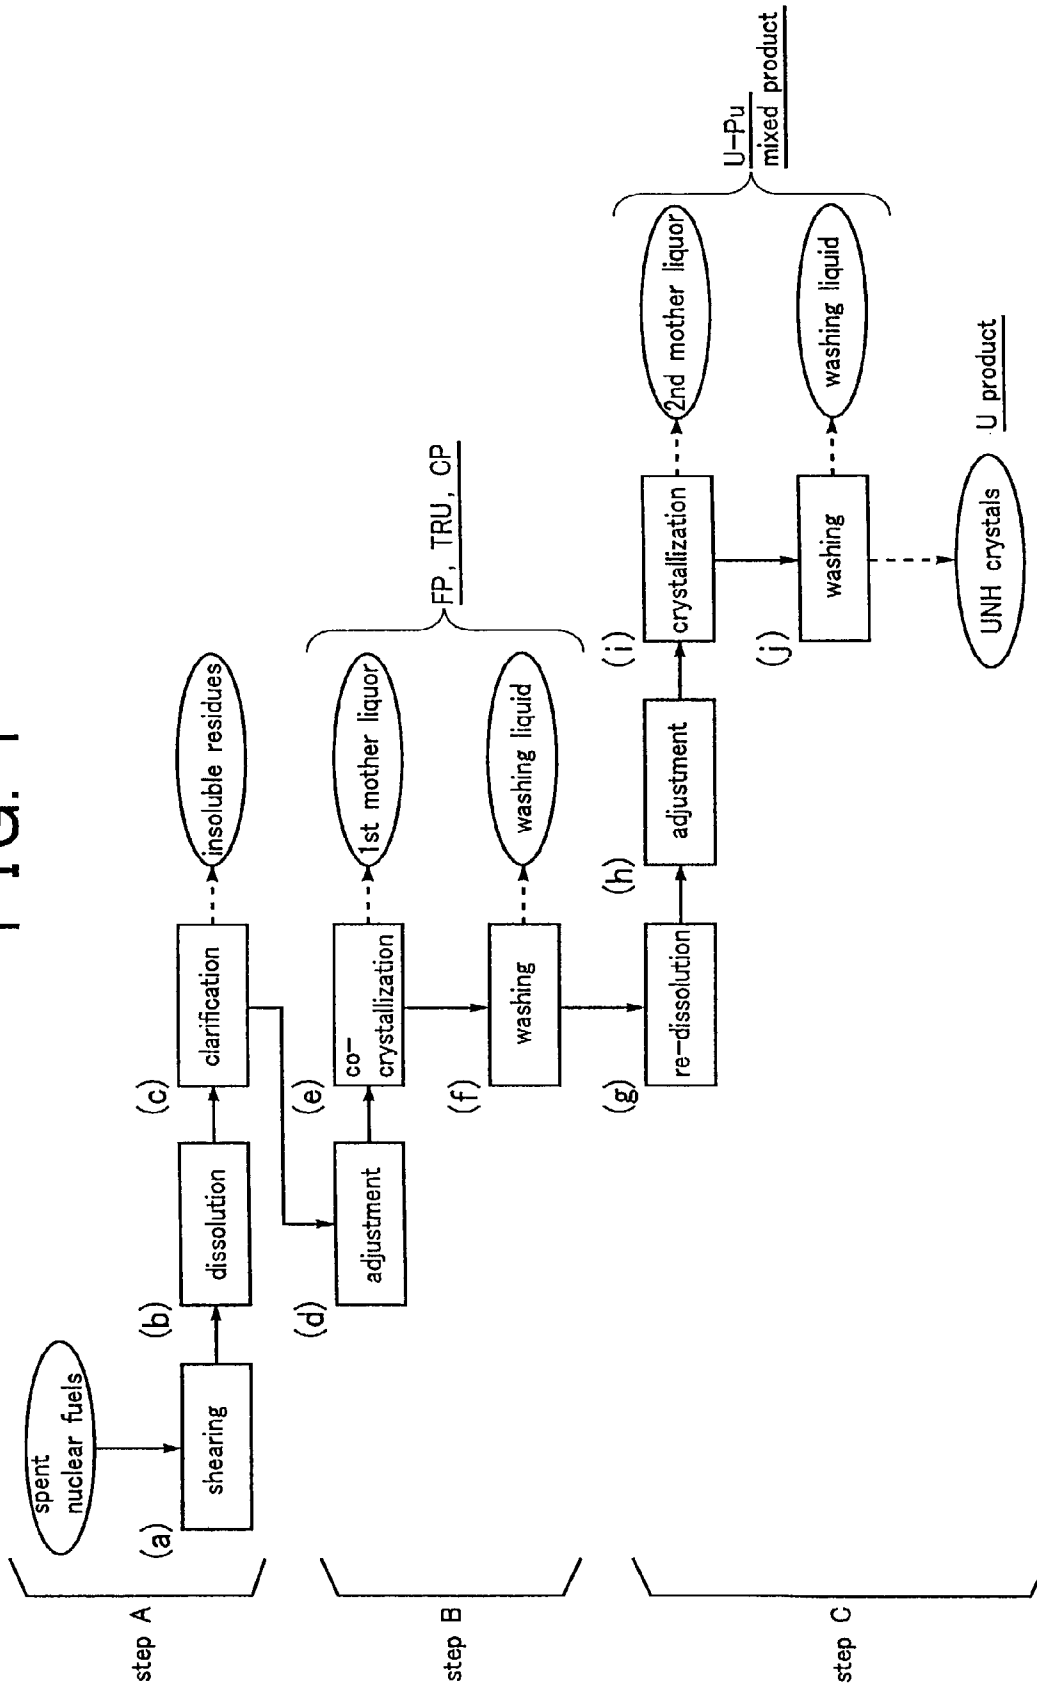 FIG. 1
step A
spent
nuclear fuels
(a)
shearing
(b)
dissolution
(c)
clarification
insoluble residues
step B
(d)
adjustment
(e)
co-
crystallization
1st mother liquor
(f)
washing
washing liquid
FP, TRU, CP
step C
(g)
re-dissolution
(h)
adjustment
(i)
crystallization
2nd mother liquor
(j)
washing
washing liquid
U-Pu
mixed product
UNH crystals
U product